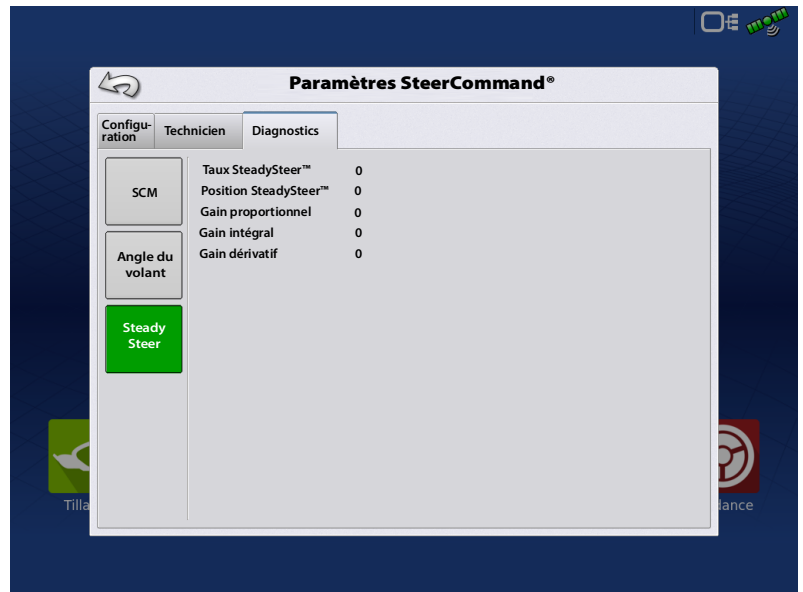 Paramètres SteerCommand®
Configu-
ration
Technicien
Diagnostics
SCM
Angle du
volant
Steady
Steer
Taux SteadySteer™ 0
Position SteadySteer™ 0
Gain proportionnel 0
Gain intégral 0
Gain dérivatif 0
Tilla
dance